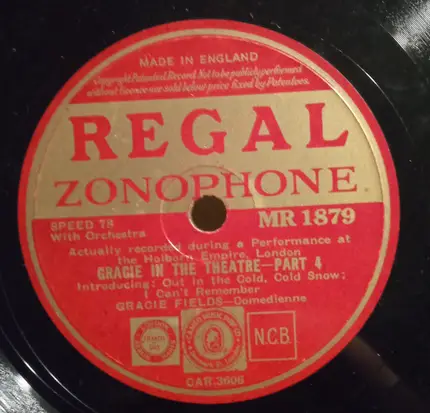 MADE IN ENGLAND
Copyright Patented Record. Not to be publicly performed
without licence nor sold below price fixed by Patentees.
REGAL
ZONOPHONE.
SPEED 78
MR 1879
With Orchestra
Actually recorded during a Performance at
the Holborn Empire, London
GRACIE IN THE THEATRE—PART 4
Introducing: Out in the Cold, Cold Snow;
I Can't Remember
GRACIE FIELDS—Comedienne
N.C.B.
CAR.3606